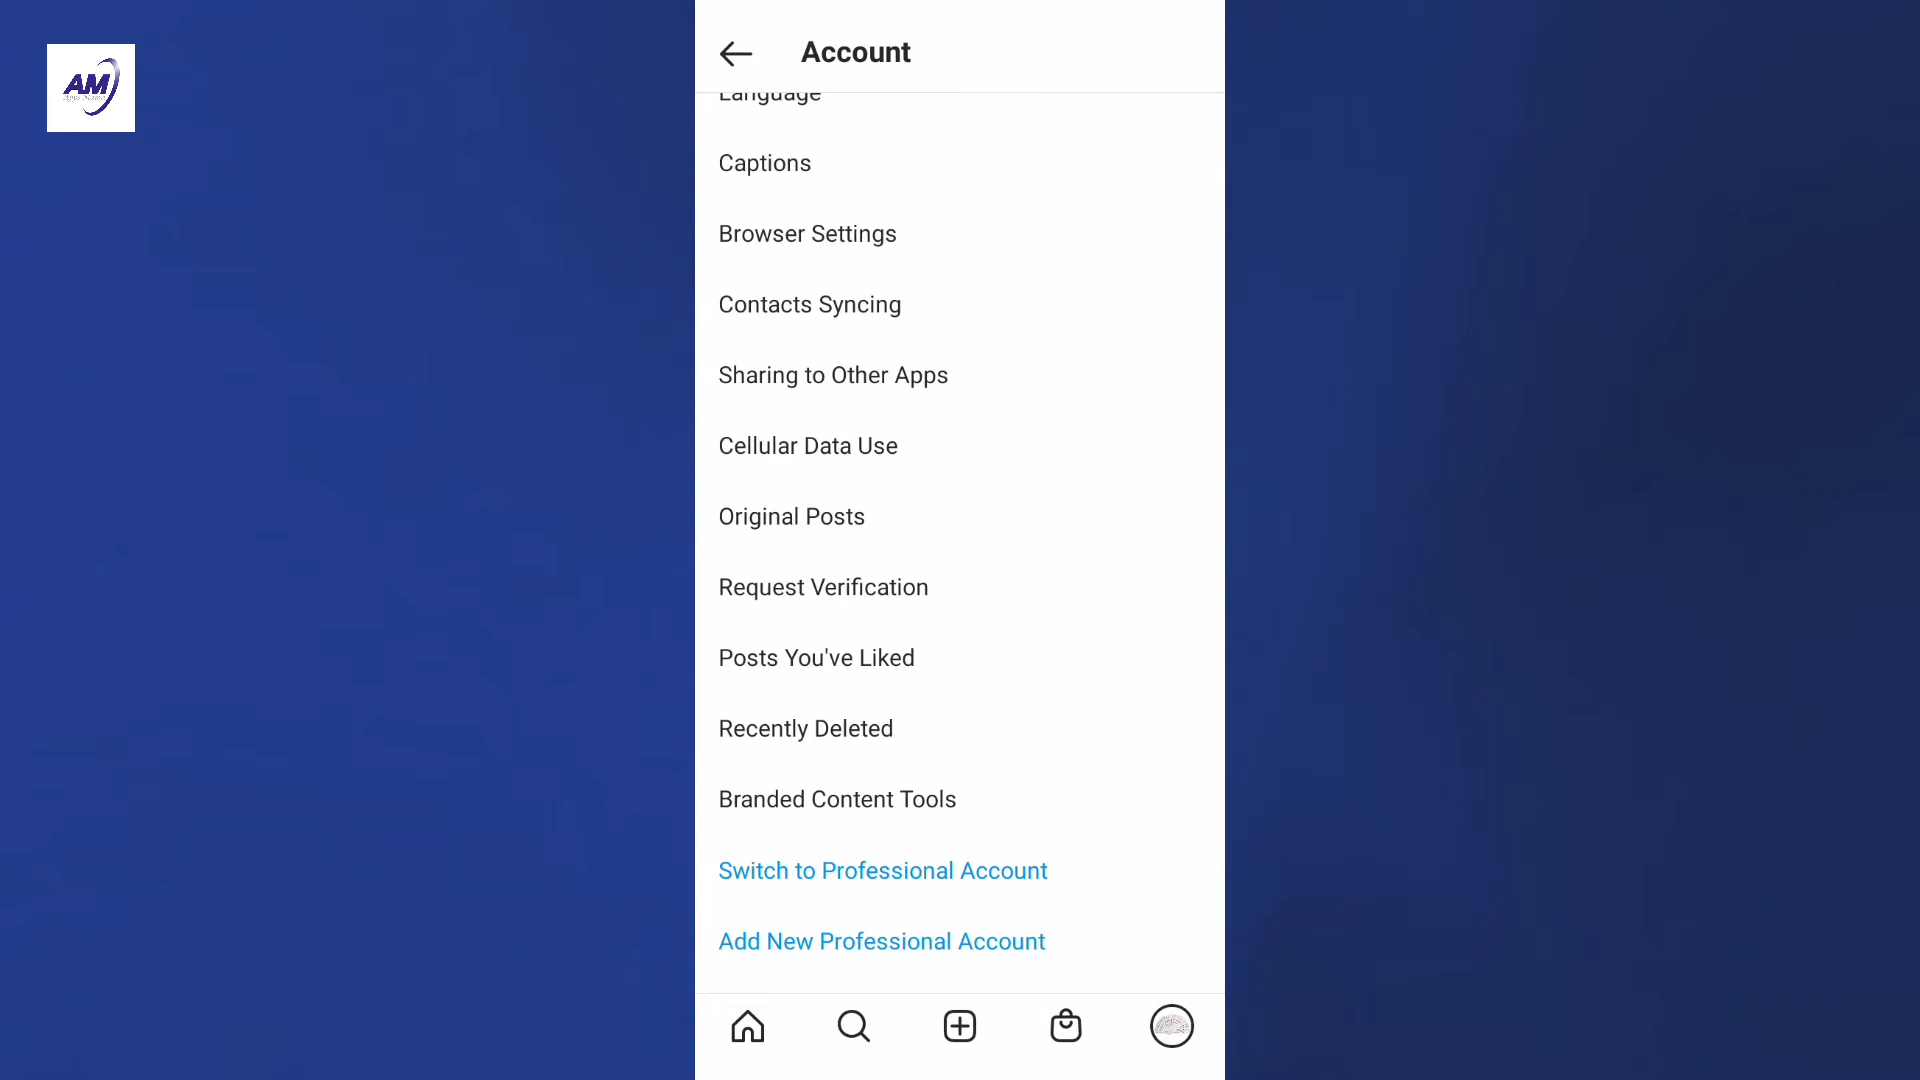 Account
AM
Language
Captions
Browser Settings
Contacts Syncing
Sharing to Other Apps
Cellular Data Use
Original Posts
Request Verification
Posts You've Liked
Recently Deleted
Branded Content Tools
Switch to Professional Account
Add New Professional Account